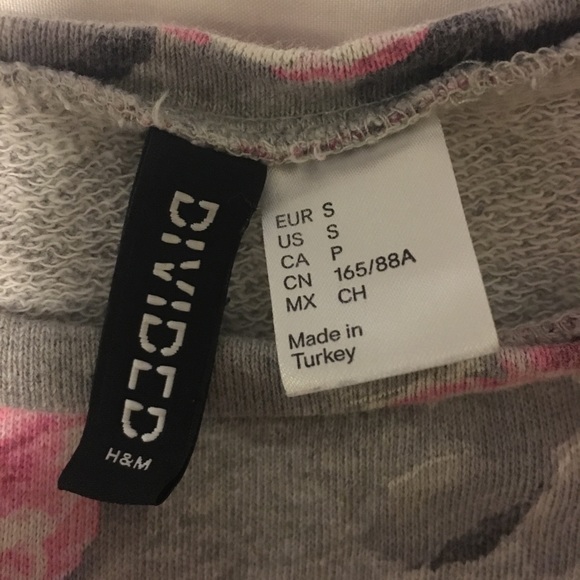 DIVIDED
H&M
EUR S
US S
CA P
CN 165/88A
MX CH
Made in
Turkey